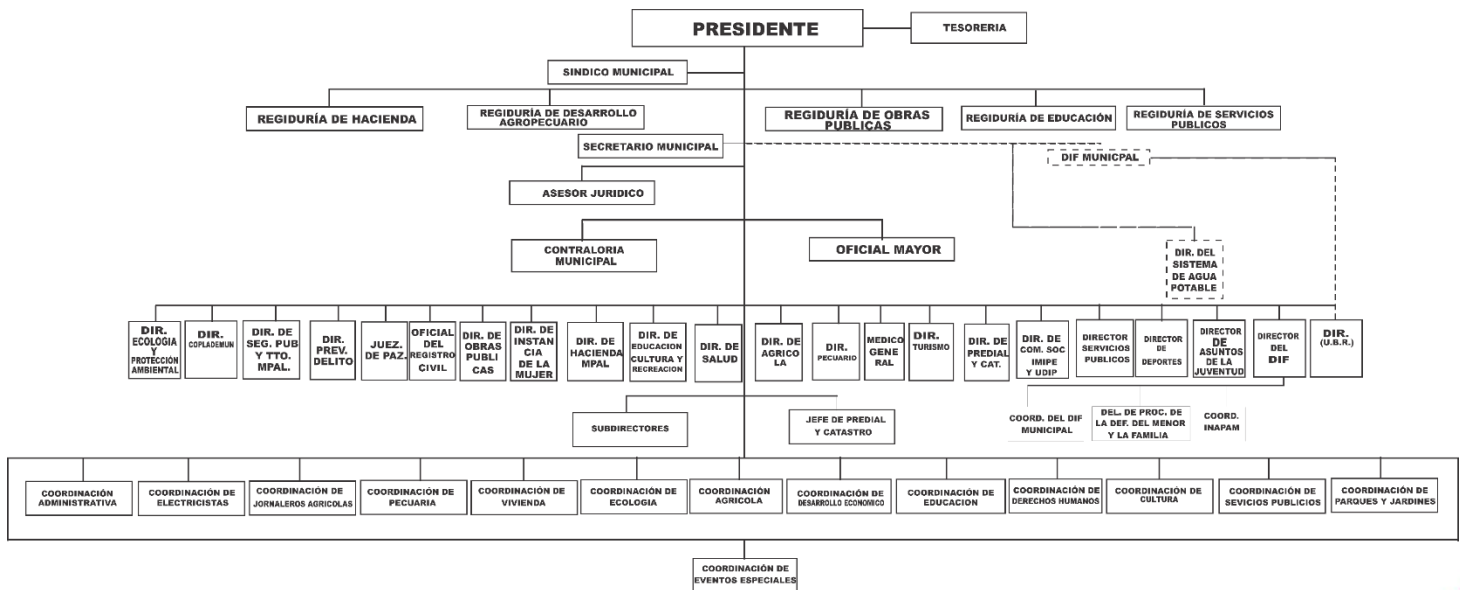 PRESIDENTE
TESORERIA
SINDICO MUNICIPAL
REGIDURÍA DE HACIENDA
REGIDURÍA DE DESARROLLO
AGROPECUARIO
REGIDURÍA DE OBRAS
PUBLICAS
REGIDURÍA DE EDUCACIÓN
REGIDURÍA DE SERVICIOS
PUBLICOS
SECRETARIO MUNICIPAL
DIF MUNICPAL
ASESOR JURIDICO
CONTRALORIA
MUNICIPAL
OFICIAL MAYOR
DIR. DEL
SISTEMA
DE AGUA
POTABLE
DIR.
ECOLOGIA
Y
PROTECCIÓN
AMBIENTAL
DIR.
COPLADEMUN
DIR. DE
SEG. PUB
Y TTO.
MPAL.
DIR.
PREV.
DELITO
JUEZ.
DE PAZ.
OFICIAL
DEL
REGISTRO
CIVIL
DIR. DE
OBRAS
PUBLI
CAS
DIR. DE
INSTAN
CIA DE
DE LA
MUJER
DIR. DE
HACIENDA
MPAL
DIR. DE
EDUCACION
CULTURA Y
RECREACION
DIR. DE
SALUD
DIR. DE
AGRICO
LA
DIR.
PECUARIO
MEDICO
GENE
RAL
DIR.
TURISMO
DIR. DE
PREDIAL
Y CAT.
DIR. DE
COM. SOC
IMIPE
Y UDIP
DIRECTOR
SERVICIOS
PUBLICOS
DIRECTOR
DE
DEPORTES
DIRECTOR
DE
ASUNTOS
DE LA
JUVENTUD
DIRECTOR
DEL
DIF
DIR.
(U.B.R.)
SUBDIRECTORES
JEFE DE PREDIAL
Y CATASTRO
COORD. DEL DIF
MUNICIPAL
DEL. DE PROC. DE
LA DEF. DEL MENOR
Y LA FAMILIA
COORD.
INAPAM
COORDINACIÓN
ADMINISTRATIVA
COORDINACIÓN DE
ELECTRICISTAS
COORDINACIÓN DE
JORNALEROS AGRICOLAS
COORDINACIÓN DE
PECUARIA
COORDINACIÓN DE
VIVIENDA
COORDINACIÓN DE
ECOLOGIA
COORDINACIÓN
AGRICOLA
COORDINACIÓN DE
DESARROLLO ECONOMICO
COORDINACIÓN DE
EDUCACION
COORDINACIÓN DE
DERECHOS HUMANOS
COORDINACIÓN DE
CULTURA
COORDINACIÓN DE
SEVICIOS PUBLICIOS
COORDINACIÓN DE
PARQUES Y JARDINES
COORDINACIÓN DE
EVENTOS ESPECIALES